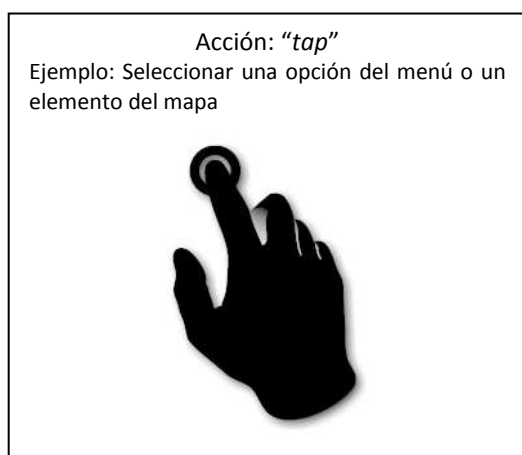 Acción: “tap”
Ejemplo: Seleccionar una opción del menú o un
elemento del mapa